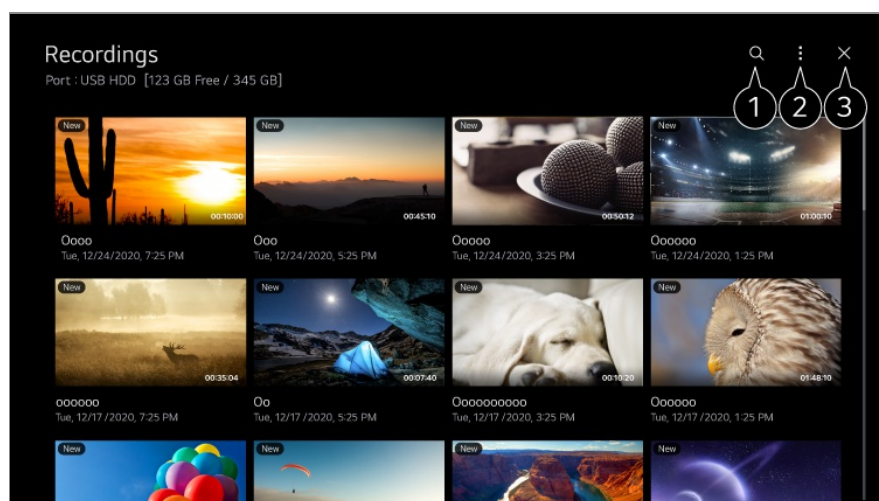 Recordings
Port : USB HDD [123 GB Free / 345 GB]
1 2 3
New New New New
00:10:00 00:45:10 00:50:12 01:00:10
Oooo Ooo Ooooo Oooooo
Tue, 12/24/2020, 7:25 PM Tue, 12/24/2020, 5:25 PM Tue, 12/24/2020, 3:25 PM Tue, 12/24/2020, 1:25 PM
New New New New
00:35:04 00:07:40 00:10:20 01:48:10
oooooo Oo Oooooooooo Oooooo
Tue, 12/17 /2020, 7:25 PM Tue, 12/17 /2020, 5:25 PM Tue, 12/17 /2020, 3:25 PM Tue, 12/17 /2020, 1:25 PM
New New New New